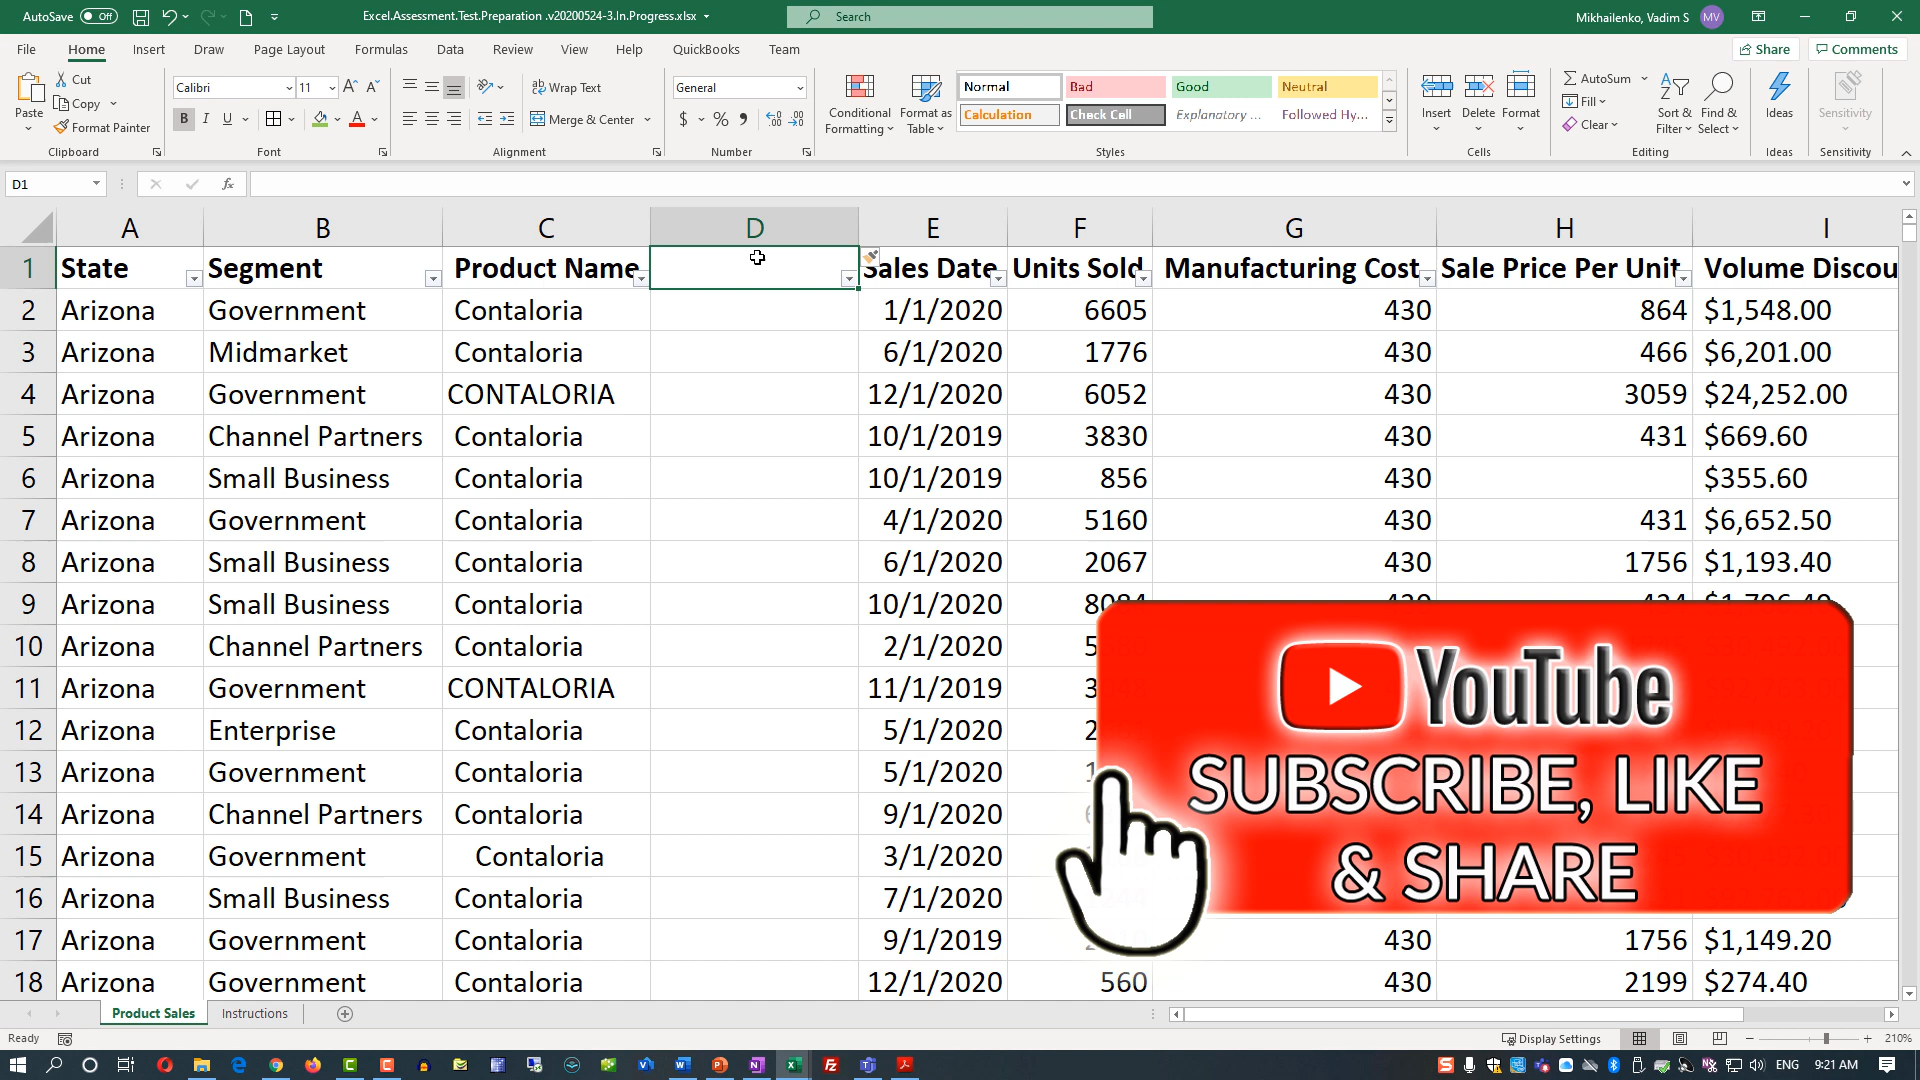 AutoSave Off
Excel.Assessment.Test.Preparation .v20200524-3.In.Progress.xlsx
Search
Mikhailenko, Vadim S MV
File Home Insert Draw Page Layout Formulas Data Review View Help QuickBooks Team Share Comments
Paste Cut Copy Format Painter
Clipboard
Calibri 11
B I U A
Font
Wrap Text
Merge & Center
Alignment
General
$ % 9
Number
Conditional Formatting
Format as Table
Normal Bad Good Neutral
Calculation Check Cell Explanatory ... Followed Hy...
Styles
Insert Delete Format
Cells
AutoSum
Fill
Clear
Sort & Filter
Find & Select
Editing
Ideas
Ideas
Sensitivity
Sensitivity
D1 fx
A B C D E F G H I
1 State Segment Product Name Sales Date Units Sold Manufacturing Cost Sale Price Per Unit Volume Discou
2 Arizona Government Contaloria 1/1/2020 6605 430 864 $1,548.00
3 Arizona Midmarket Contaloria 6/1/2020 1776 430 466 $6,201.00
4 Arizona Government CONTALORIA 12/1/2020 6052 430 3059 $24,252.00
5 Arizona Channel Partners Contaloria 10/1/2019 3830 430 431 $669.60
6 Arizona Small Business Contaloria 10/1/2019 856 430 $355.60
7 Arizona Government Contaloria 4/1/2020 5160 430 431 $6,652.50
8 Arizona Small Business Contaloria 6/1/2020 2067 430 1756 $1,193.40
9 Arizona Small Business Contaloria 10/1/2019
10 Arizona Channel Partners Contaloria 2/1/2020
11 Arizona Government CONTALORIA 11/1/2019
12 Arizona Enterprise Contaloria 5/1/2020
13 Arizona Government Contaloria 5/1/2020
14 Arizona Channel Partners Contaloria 9/1/2020
15 Arizona Government Contaloria 3/1/2020
16 Arizona Small Business Contaloria 7/1/2020
17 Arizona Government Contaloria 9/1/2019 430 1756 $1,149.20
18 Arizona Government Contaloria 12/1/2020 560 430 2199 $274.40
YouTube
SUBSCRIBE, LIKE
& SHARE
Product Sales Instructions
Ready Display Settings 210%
ENG 9:21 AM